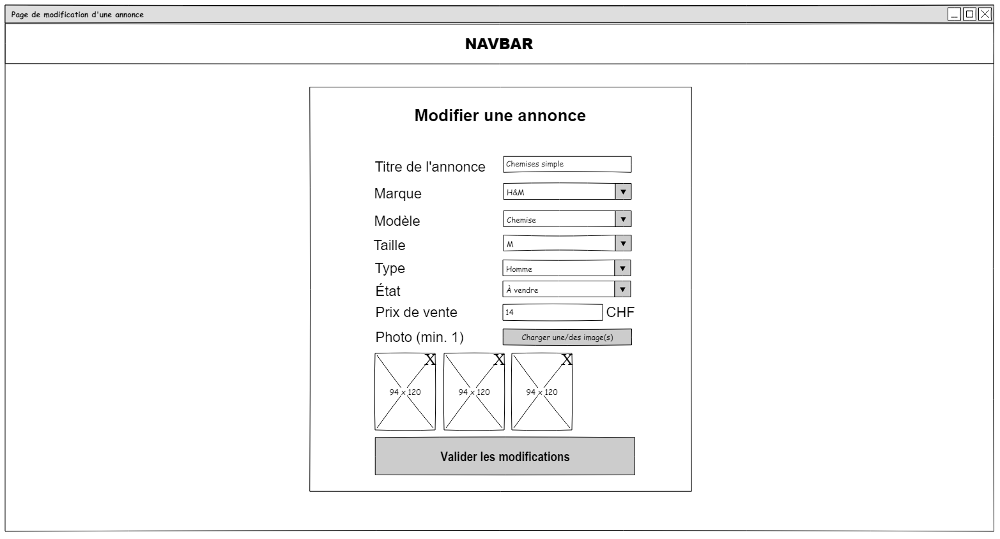 Page de modification d'une annonce
NAVBAR
Modifier une annonce
Titre de l'annonce Chemises simple
Marque H&M
Modèle Chemise
Taille M
Type Homme
État À vendre
Prix de vente 14 CHF
Photo (min. 1) Charger une/des image(s)
X X X
94 x 120 94 x 120 94 x 120
Valider les modifications